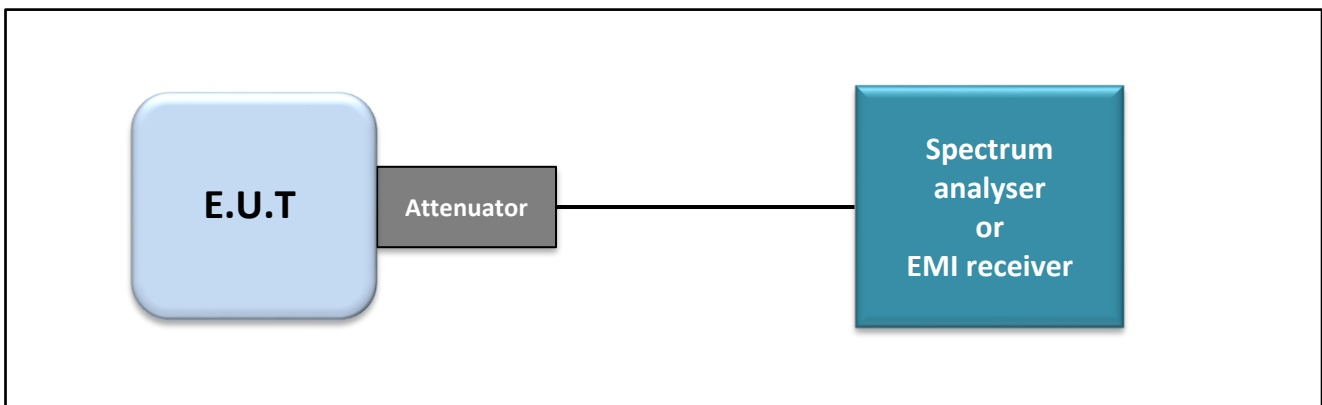 E.U.T
Attenuator
Spectrum
analyser
or
EMI receiver